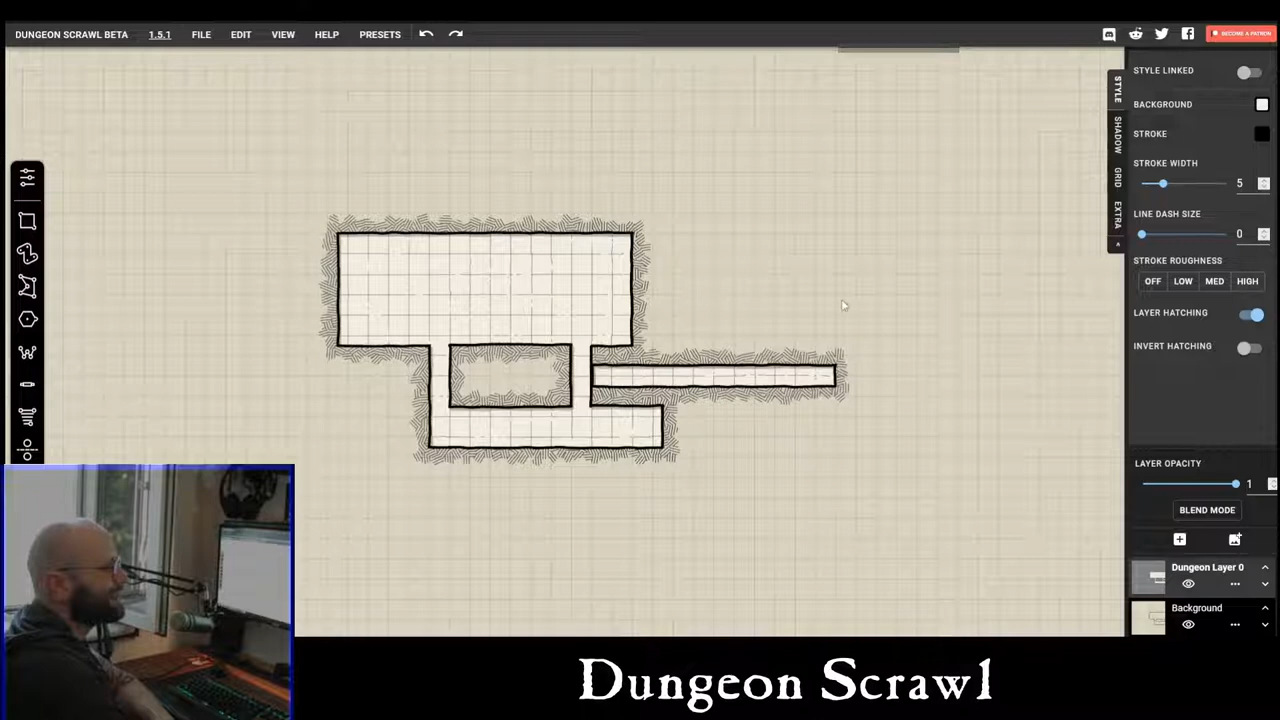 DUNGEON SCRAWL BETA 1.5.1 FILE EDIT VIEW HELP PRESETS BECOME A PATRON
STYLE LINKED
BACKGROUND
STROKE
STROKE WIDTH
5
LINE DASH SIZE
0
STROKE ROUGHNESS
OFF LOW MED HIGH
LAYER HATCHING
INVERT HATCHING
STYLE
SHADOW
GRID
EXTRA
LAYER OPACITY
1
BLEND MODE
Dungeon Layer 0
Background
Dungeon Scrawl